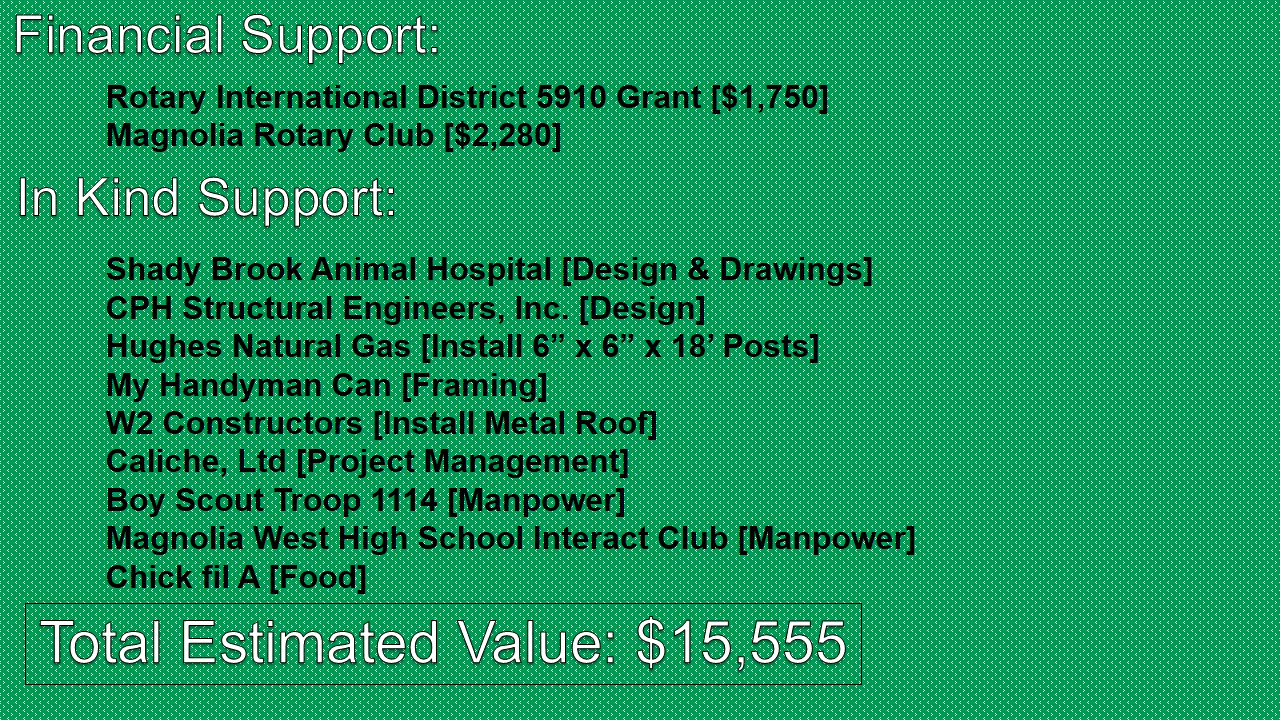 Financial Support:
Rotary International District 5910 Grant [$1,750]
Magnolia Rotary Club [$2,280]
In Kind Support:
Shady Brook Animal Hospital [Design & Drawings]
CPH Structural Engineers, Inc. [Design]
Hughes Natural Gas [Install 6” x 6” x 18’ Posts]
My Handyman Can [Framing]
W2 Constructors [Install Metal Roof]
Caliche, Ltd [Project Management]
Boy Scout Troop 1114 [Manpower]
Magnolia West High School Interact Club [Manpower]
Chick fil A [Food]
Total Estimated Value: $15,555